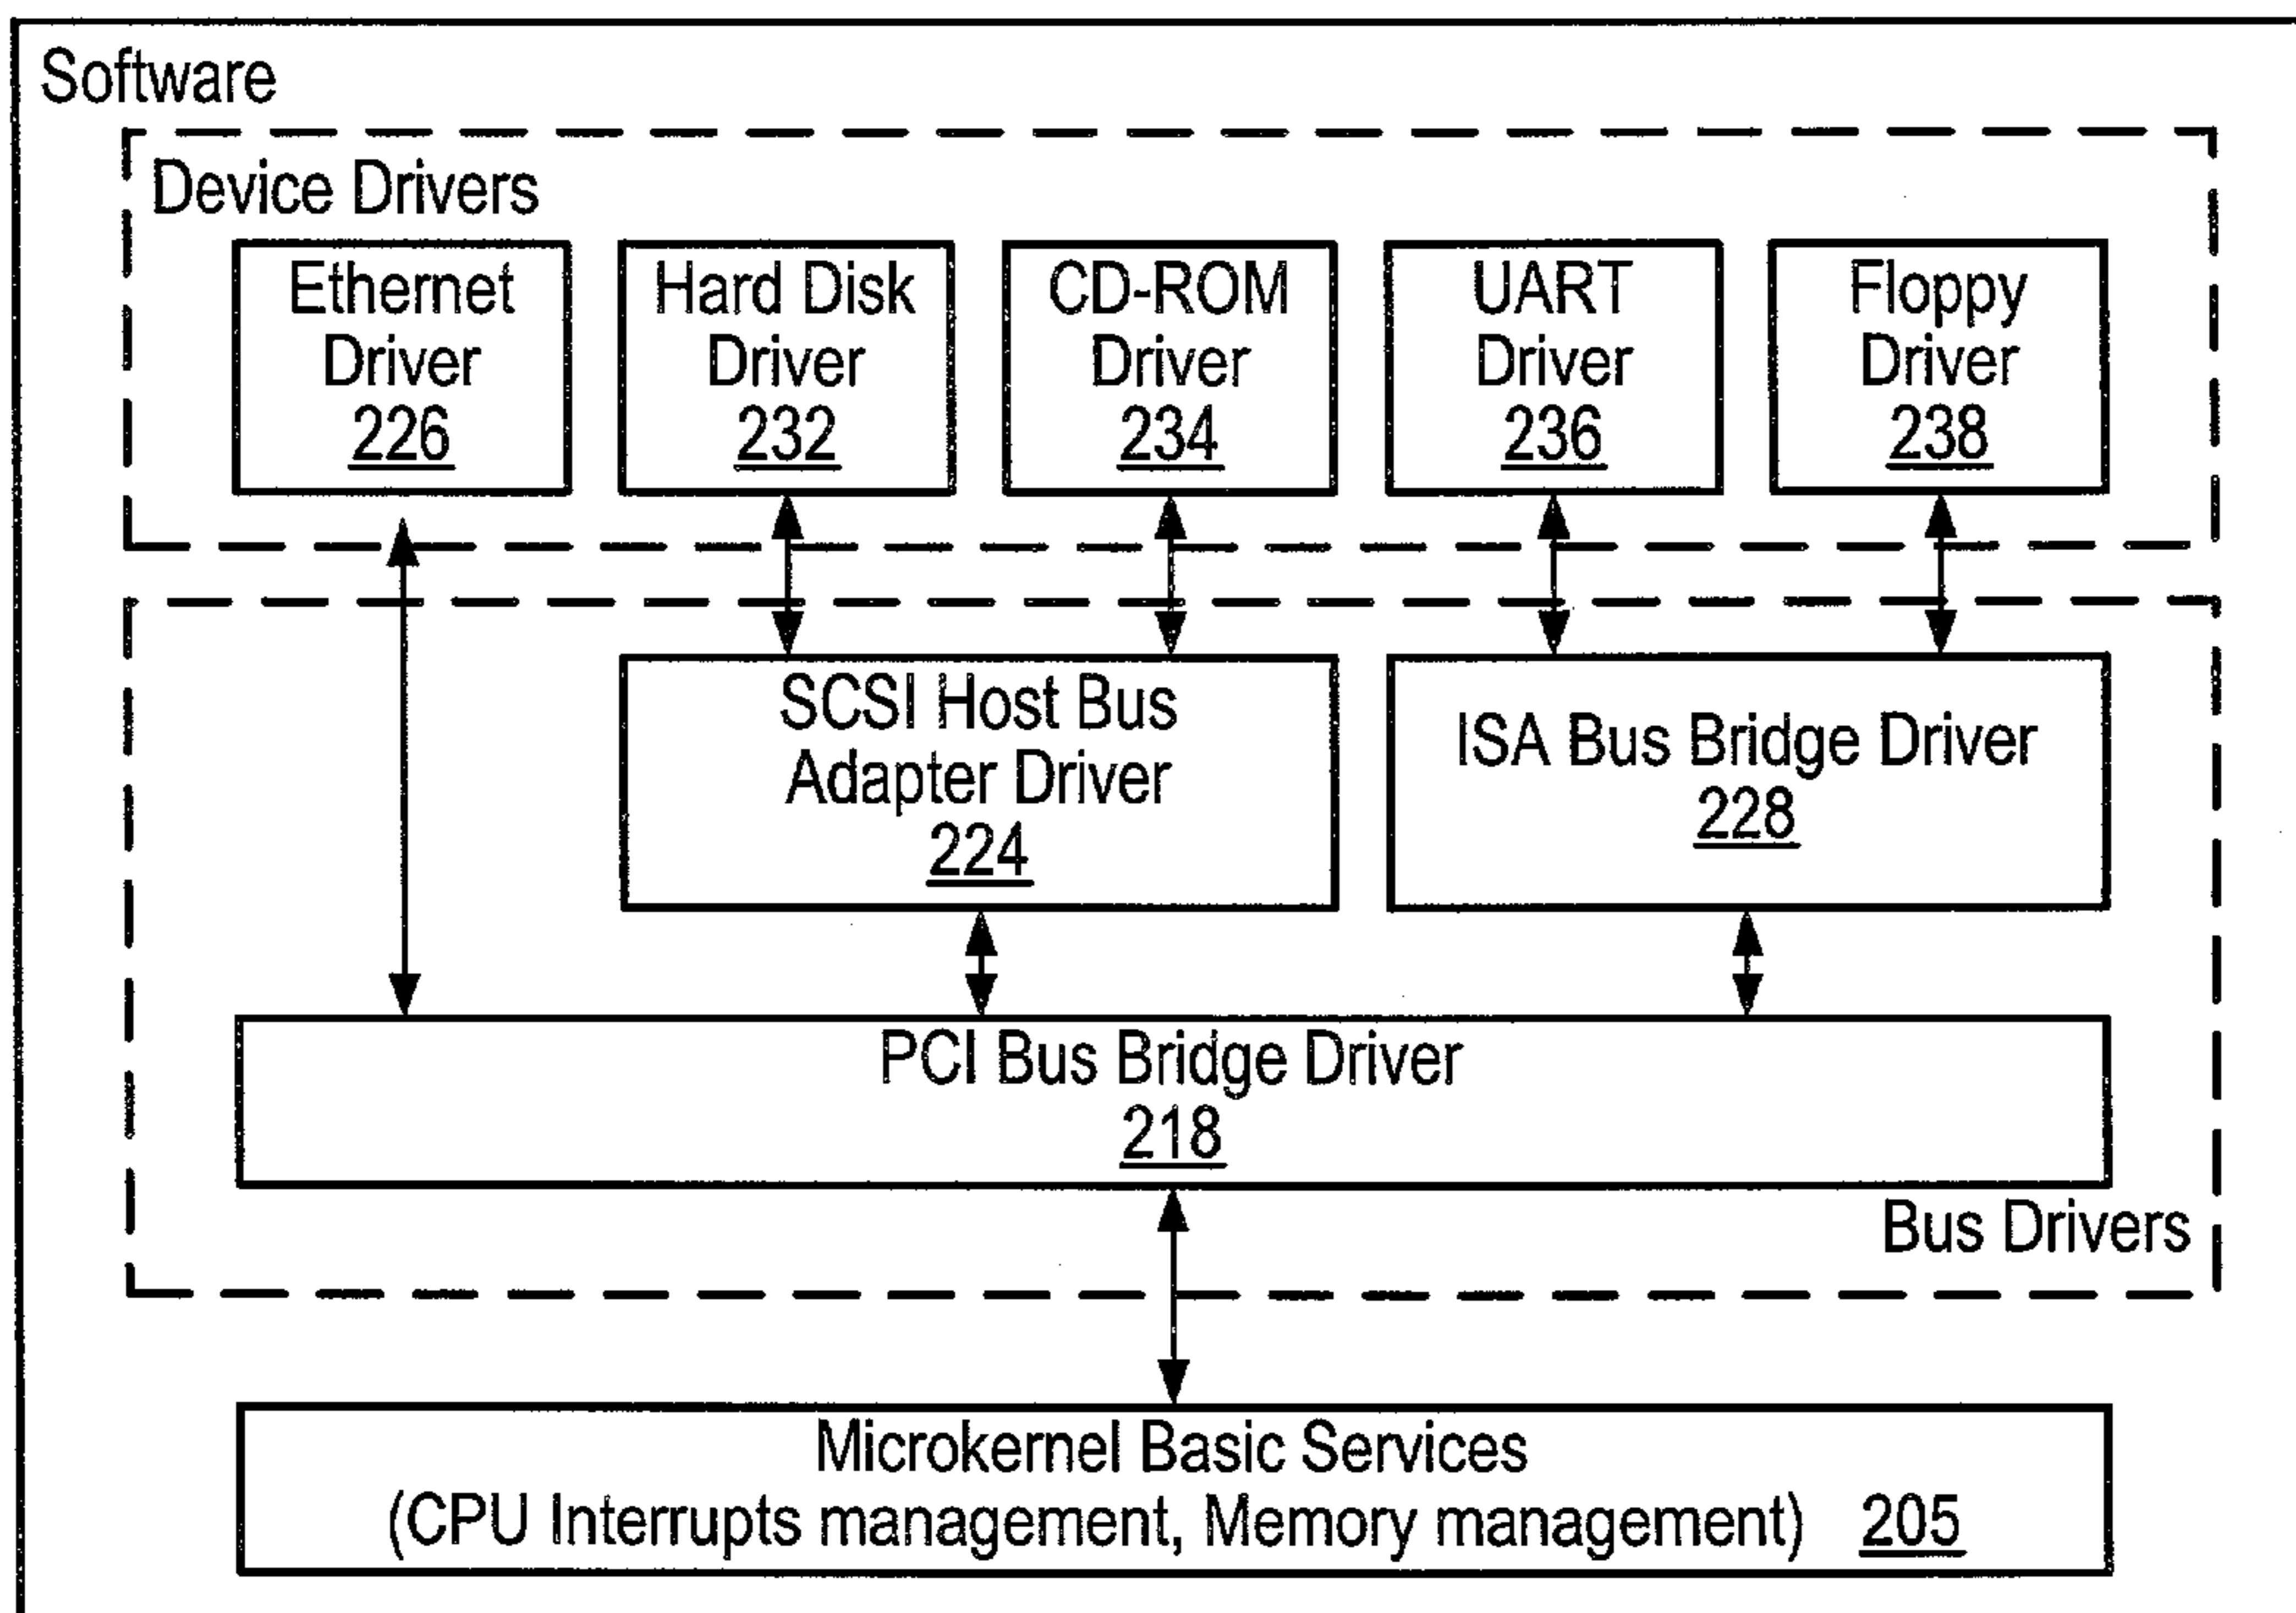 Software
Device Drivers
Ethernet
Driver
226
Hard Disk
Driver
232
CD-ROM
Driver
234
UART
Driver
236
Floppy
Driver
238
SCSI Host Bus
Adapter Driver
224
ISA Bus Bridge Driver
228
PCI Bus Bridge Driver
218
Bus Drivers
Microkernel Basic Services
(CPU Interrupts management, Memory management) 205